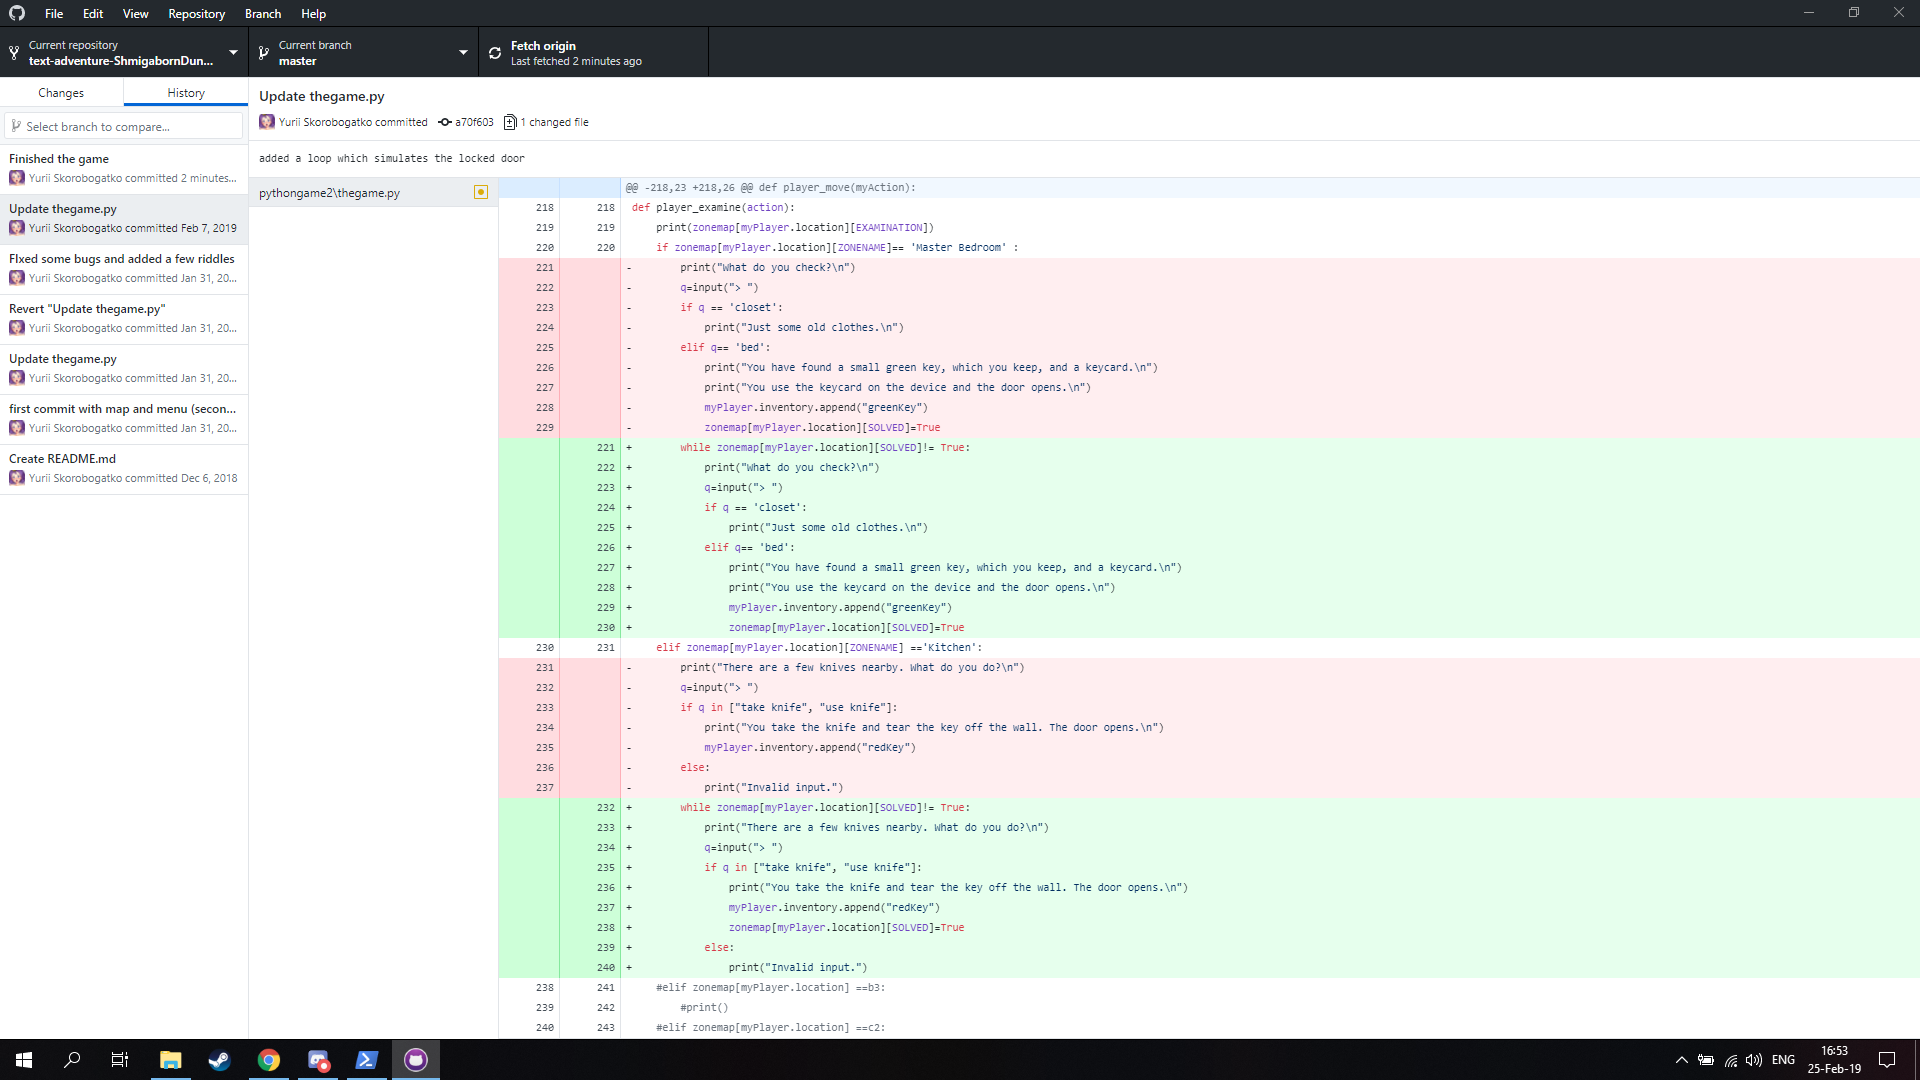 File Edit View Repository Branch Help
Current repository
text-adventure-ShmigabornDun...
Current branch
master
Fetch origin
Last fetched 2 minutes ago
Changes History
Select branch to compare...
Finished the game
Yurii Skorobogatko committed 2 minutes...
Update thegame.py
Yurii Skorobogatko committed Feb 7, 2019
FIxed some bugs and added a few riddles
Yurii Skorobogatko committed Jan 31, 20...
Revert "Update thegame.py"
Yurii Skorobogatko committed Jan 31, 20...
Update thegame.py
Yurii Skorobogatko committed Jan 31, 20...
first commit with map and menu (secon...
Yurii Skorobogatko committed Jan 31, 20...
Create README.md
Yurii Skorobogatko committed Dec 6, 2018
Update thegame.py
Yurii Skorobogatko committed a70f603 1 changed file
added a loop which simulates the locked door
pythongame2\thegame.py
@@ -218,23 +218,26 @@ def player_move(myAction):
218 218 def player_examine(action):
219 219 print(zonemap[myPlayer.location][EXAMINATION])
220 220 if zonemap[myPlayer.location][ZONENAME]== 'Master Bedroom' :
221 - print("What do you check?\n")
222 - q=input("> ")
223 - if q == 'closet':
224 - print("Just some old clothes.\n")
225 - elif q== 'bed':
226 - print("You have found a small green key, which you keep, and a keycard.\n")
227 - print("You use the keycard on the device and the door opens.\n")
228 - myPlayer.inventory.append("greenKey")
229 - zonemap[myPlayer.location][SOLVED]=True
221 + while zonemap[myPlayer.location][SOLVED]!= True:
222 + print("What do you check?\n")
223 + q=input("> ")
224 + if q == 'closet':
225 + print("Just some old clothes.\n")
226 + elif q== 'bed':
227 + print("You have found a small green key, which you keep, and a keycard.\n")
228 + print("You use the keycard on the device and the door opens.\n")
229 + myPlayer.inventory.append("greenKey")
230 + zonemap[myPlayer.location][SOLVED]=True
230 231 elif zonemap[myPlayer.location][ZONENAME] =='Kitchen':
231 - print("There are a few knives nearby. What do you do?\n")
232 - q=input("> ")
233 - if q in ["take knife", "use knife"]:
234 - print("You take the knife and tear the key off the wall. The door opens.\n")
235 - myPlayer.inventory.append("redKey")
236 - else:
237 - print("Invalid input.")
232 + while zonemap[myPlayer.location][SOLVED]!= True:
233 + print("There are a few knives nearby. What do you do?\n")
234 + q=input("> ")
235 + if q in ["take knife", "use knife"]:
236 + print("You take the knife and tear the key off the wall. The door opens.\n")
237 + myPlayer.inventory.append("redKey")
238 + zonemap[myPlayer.location][SOLVED]=True
239 + else:
240 + print("Invalid input.")
238 241 #elif zonemap[myPlayer.location] ==b3:
239 242 #print()
240 243 #elif zonemap[myPlayer.location] ==c2:
ENG
16:53
25-Feb-19